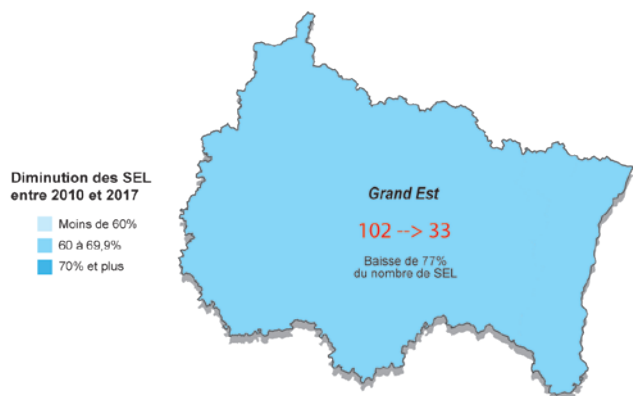 Diminution des SEL
entre 2010 et 2017
Moins de 60%
60 à 69,9%
70% et plus
Grand Est
102 --> 33
Baisse de 77%
du nombre de SEL